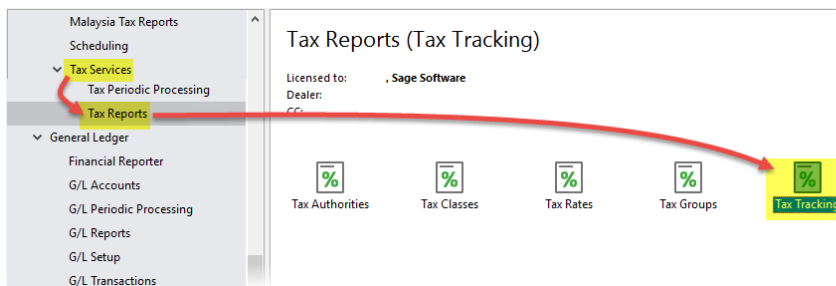 Malaysia Tax Reports
Scheduling
Tax Services
Tax Periodic Processing
Tax Reports
General Ledger
Financial Reporter
G/L Accounts
G/L Periodic Processing
G/L Reports
G/L Setup
G/L Transactions
Tax Reports (Tax Tracking)
Licensed to: , Sage Software
Dealer:
Tax Authorities Tax Classes Tax Rates Tax Groups Tax Tracking